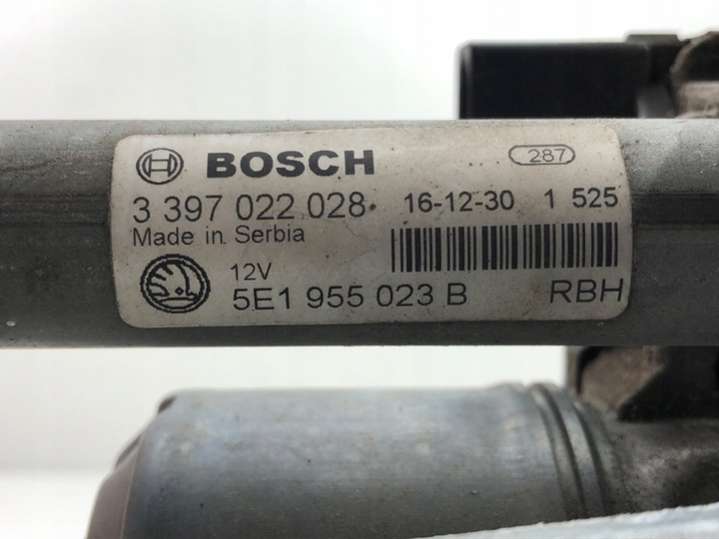 BOSCH 287
3 397 022 028 16-12-30 1 525
Made in Serbia
12V
5E1 955 023 B RBH